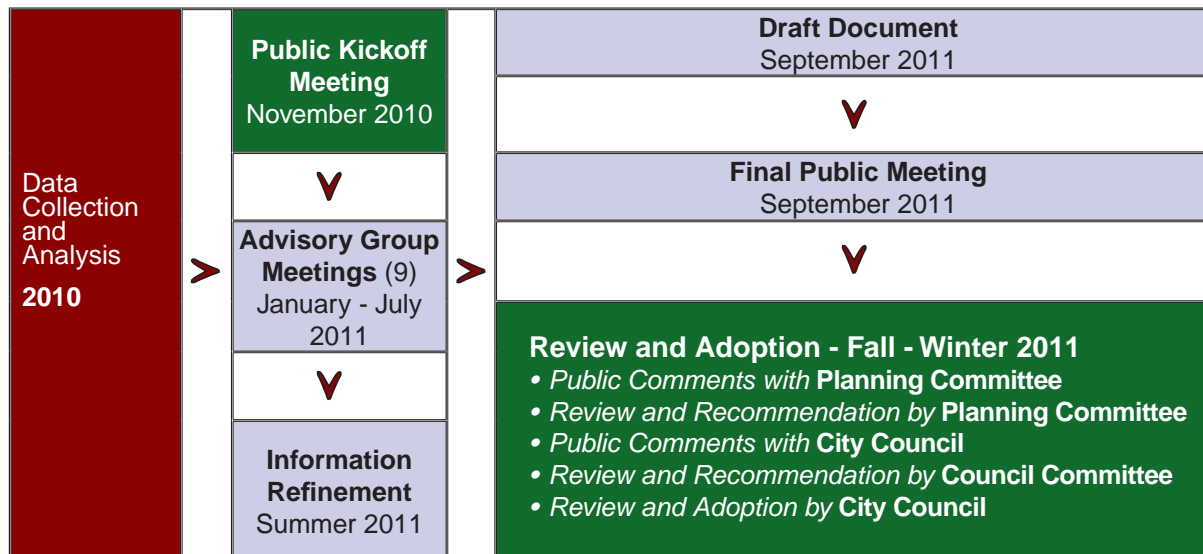 Data
Collection
and
Analysis
2010
Public Kickoff
Meeting
November 2010
Advisory Group
Meetings (9)
January - July
2011
Information
Refinement
Summer 2011
Draft Document
September 2011
Final Public Meeting
September 2011
Review and Adoption - Fall - Winter 2011
• Public Comments with Planning Committee
• Review and Recommendation by Planning Committee
• Public Comments with City Council
• Review and Recommendation by Council Committee
• Review and Adoption by City Council